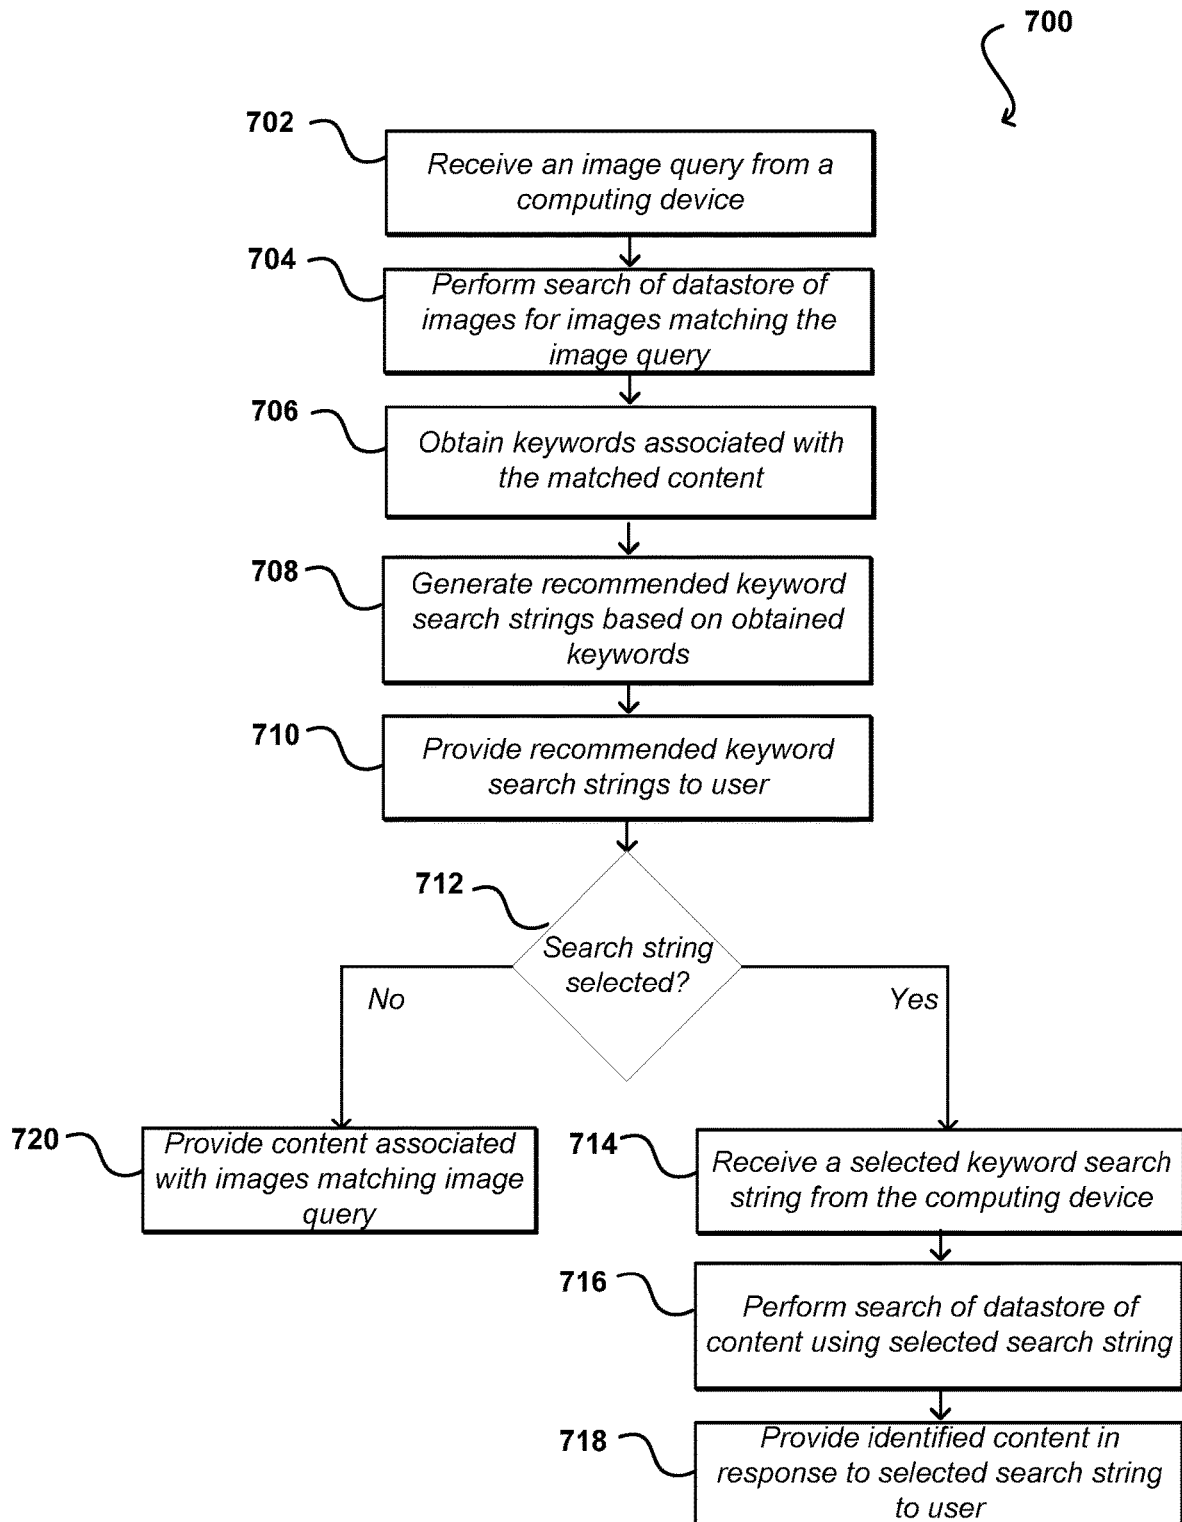 700
702
Receive an image query from a
computing device
704
Perform search of datastore of
images for images matching the
image query
706
Obtain keywords associated with
the matched content
708
Generate recommended keyword
search strings based on obtained
keywords
710
Provide recommended keyword
search strings to user
712
Search string
selected?
No
Yes
720
Provide content associated
with images matching image
query
714
Receive a selected keyword search
string from the computing device
716
Perform search of datastore of
content using selected search string
718
Provide identified content in
response to selected search string
to user